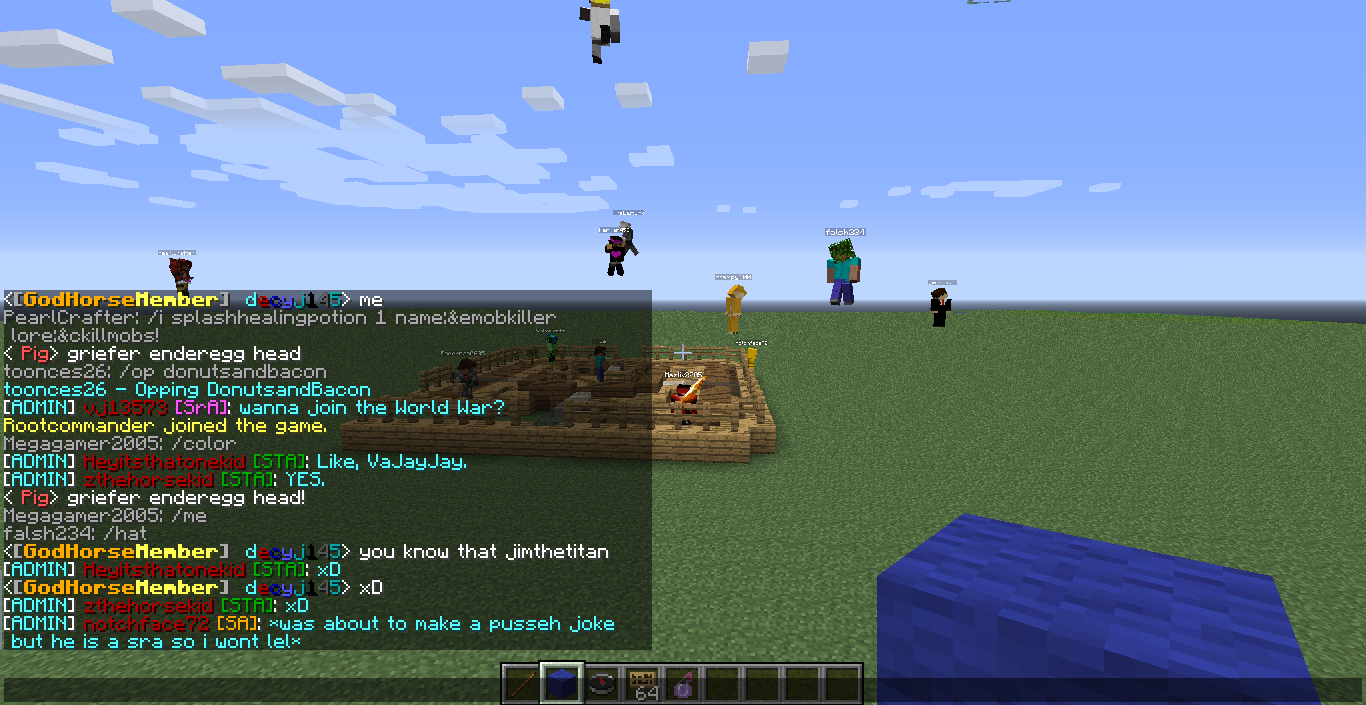 falsh234
notchface72
<[GodHorseMember] decyj145> me
PearlCrafter: /i splashhealingpotion 1 name:&emobkiller
lore:&ckillmobs!
< Pig> griefer enderegg head
toonces26: /op donutsandbacon
toonces26 - Opping DonutsandBacon
[ADMIN] vj13573 [SrA]: wanna join the World War?
Rootcommander joined the game.
Megagamer2005: /color
[ADMIN] Heyitsthatonekid [STA]: Like, VaJayJay.
[ADMIN] zthehorsekid [STA]: YES.
< Pig> griefer enderegg head!
Megagamer2005: /me
falsh234: /hat
<[GodHorseMember] decyj145> you know that jimthetitan
[ADMIN] Heyitsthatonekid [STA]: xD
<[GodHorseMember] decyj145> xD
[ADMIN] zthehorsekid [STA]: xD
[ADMIN] notchface72 [SA]: *was about to make a pusseh joke
but he is a sra so i wont lel*
64